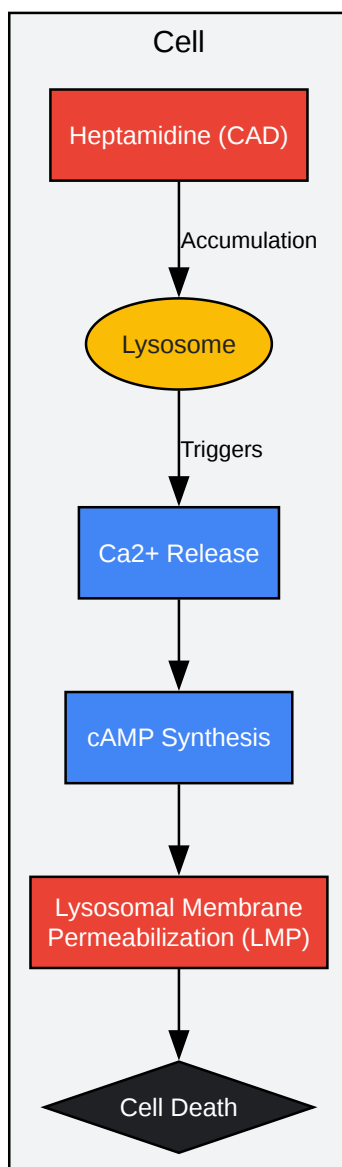 Cell
Heptamidine (CAD)
Accumulation
Lysosome
Triggers
Ca2+ Release
cAMP Synthesis
Lysosomal Membrane
Permeabilization (LMP)
Cell Death